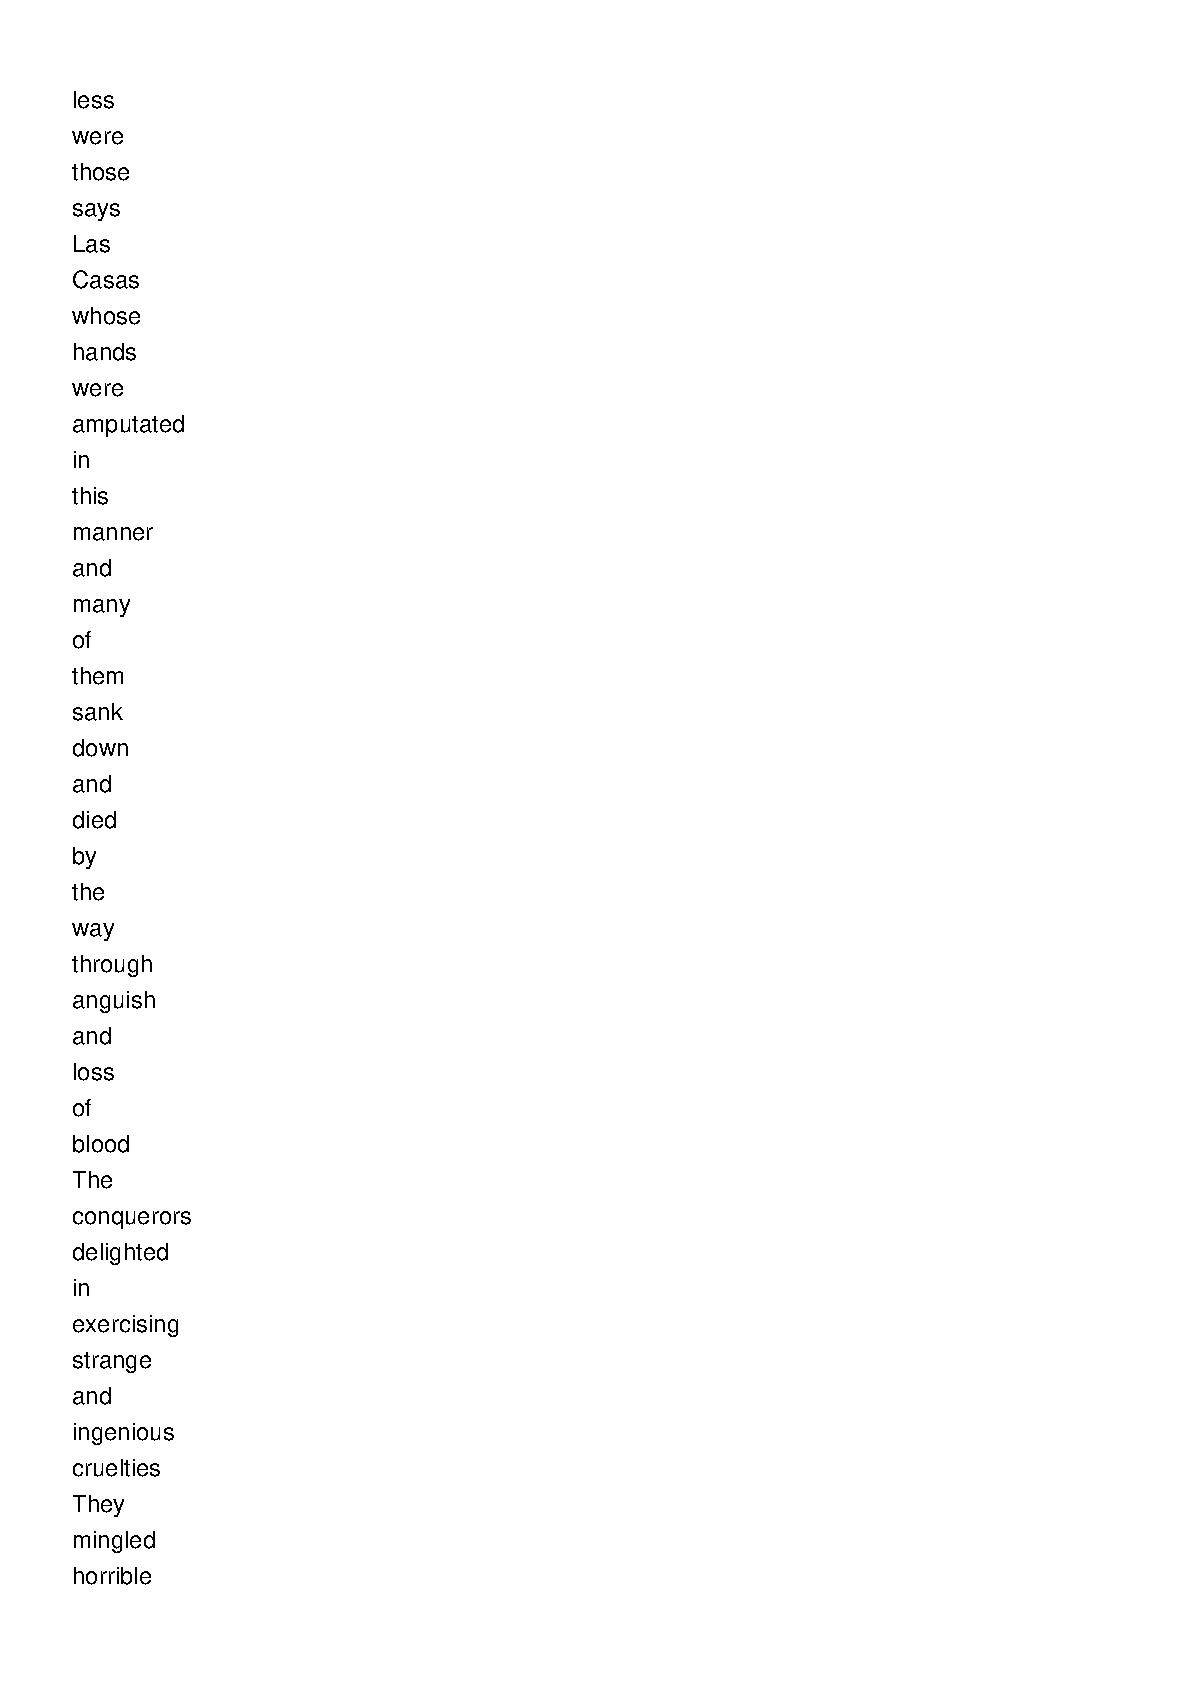 less
were
those
says
Las
Casas
whose
hands
were
amputated
in
this
manner
and
many
of
them
sank
down
and
died
by
the
way
through
anguish
and
loss
of
blood
The
conquerors
delighted
in
exercising
strange
and
ingenious
cruelties
They
mingled
horrible